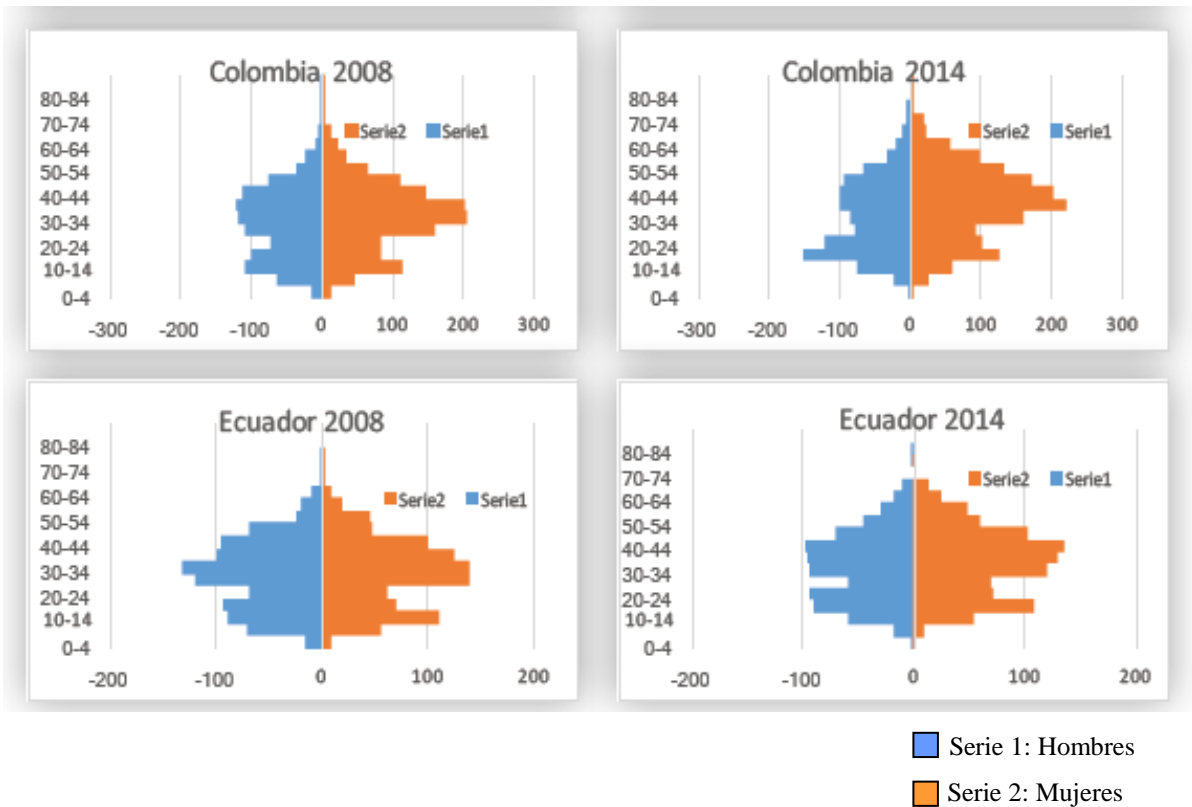 Colombia 2008
80-84
70-74
60-64
50-54
40-44
30-34
20-24
10-14
0-4
Serie2 Serie1
-300 -200 -100 0 100 200 300
Colombia 2014
80-84
70-74
60-64
50-54
40-44
30-34
20-24
10-14
0-4
Serie2 Serie1
-300 -200 -100 0 100 200 300
Ecuador 2008
80-84
70-74
60-64
50-54
40-44
30-34
20-24
10-14
0-4
Serie2 Serie1
-200 -100 0 100 200
Ecuador 2014
80-84
70-74
60-64
50-54
40-44
30-34
20-24
10-14
0-4
Serie2 Serie1
-200 -100 0 100 200
Serie 1: Hombres
Serie 2: Mujeres